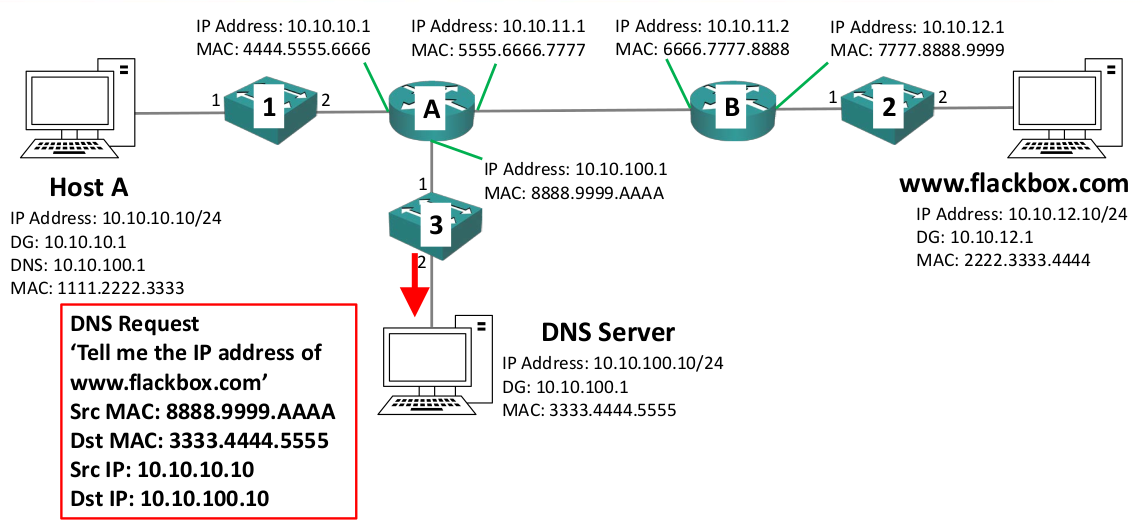 IP Address: 10.10.10.1
MAC: 4444.5555.6666
IP Address: 10.10.11.1
MAC: 5555.6666.7777
IP Address: 10.10.11.2
MAC: 6666.7777.8888
IP Address: 10.10.12.1
MAC: 7777.8888.9999
1
1
2
A
B
1
2
2
Host A
IP Address: 10.10.10.10/24
DG: 10.10.10.1
DNS: 10.10.100.1
MAC: 1111.2222.3333
IP Address: 10.10.100.1
MAC: 8888.9999.AAAA
1
3
2
www.flackbox.com
IP Address: 10.10.12.10/24
DG: 10.10.12.1
MAC: 2222.3333.4444
DNS Request
‘Tell me the IP address of
www.flackbox.com’
Src MAC: 8888.9999.AAAA
Dst MAC: 3333.4444.5555
Src IP: 10.10.10.10
Dst IP: 10.10.100.10
DNS Server
IP Address: 10.10.100.10/24
DG: 10.10.100.1
MAC: 3333.4444.5555